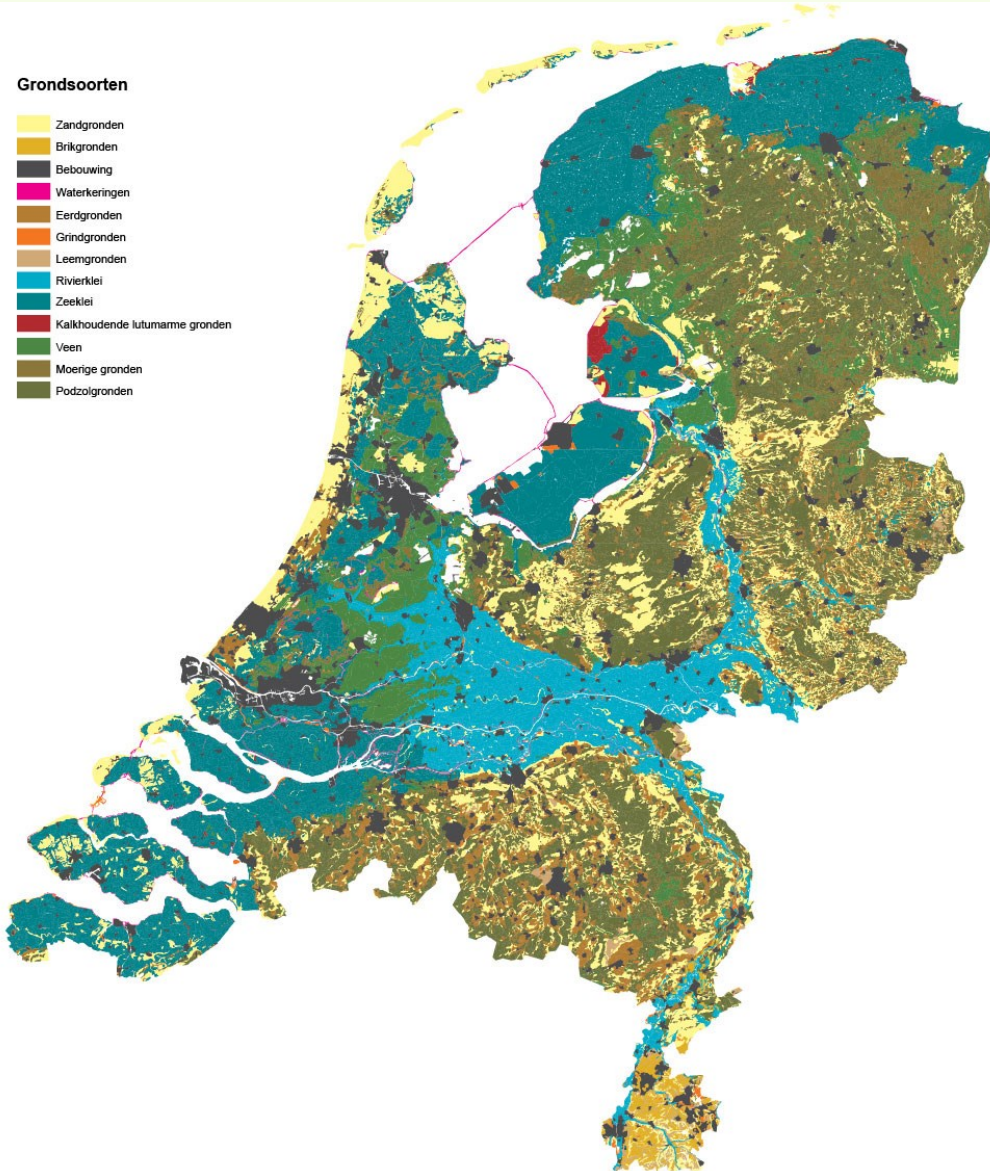 Grondsoorten
Zandgronden
Brikgronden
Bebouwing
Waterkeringen
Eerdgronden
Grindgronden
Leemgronden
Rivierklei
Zeeklei
Kalkhoudende lutumarme gronden
Veen
Moerige gronden
Podzolgronden